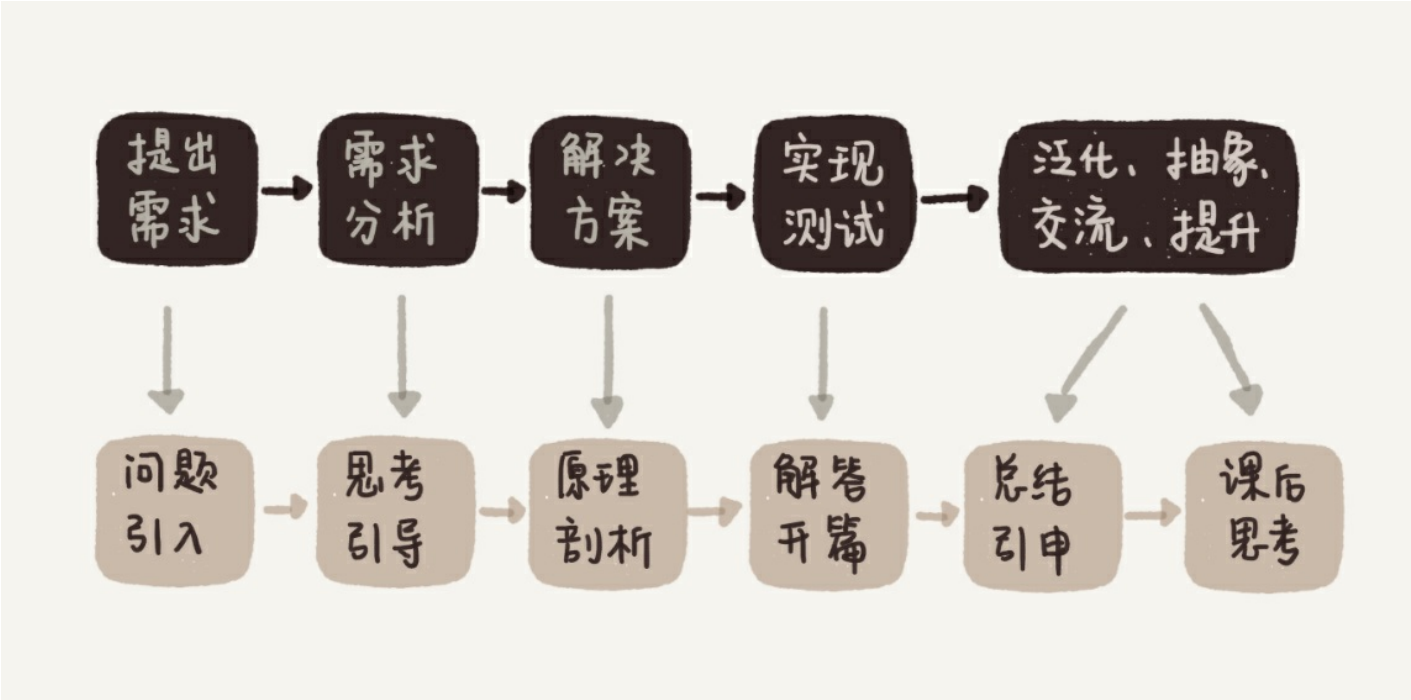 提出
需求
需求
分析
解决
方案
实现
测试
泛化、抽象、
交流、提升
问题
引入
思考
引导
原理
剖析
解答
开篇
总结
引申
课后
思考